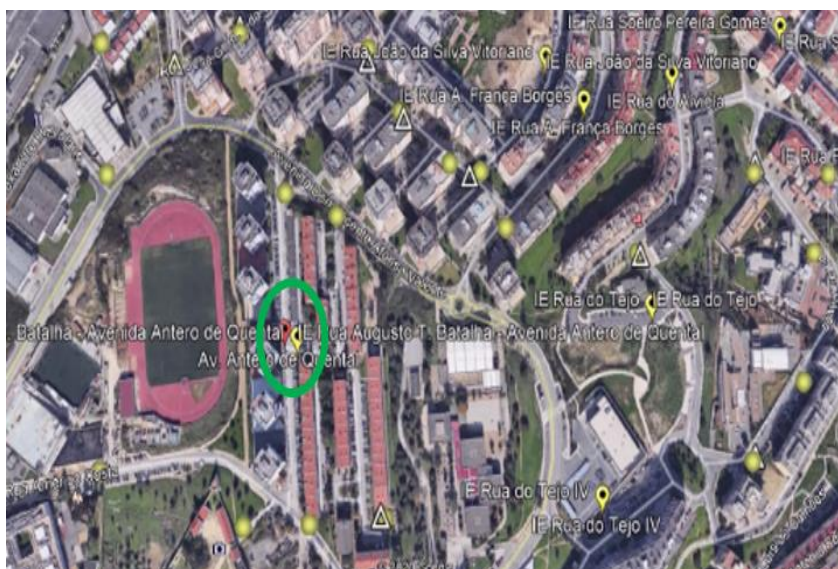 IE Rua Soeiro Pereira Gomes
IE Rua João da Silva Vitoriano
IE Rua João da Silva Vitoriano
IE Rua A. França Borges
IE Rua do Alviela
IE Rua A. França Borges
IE Rua do Tejo
IE Rua do Tejo
. Batalha - Avenida Antero de Quental
IE Rua Augusto T. Batalha - Avenida Antero de Quental
Av. Antero de Quental
IE Rua do Tejo IV
IE Rua do Tejo IV